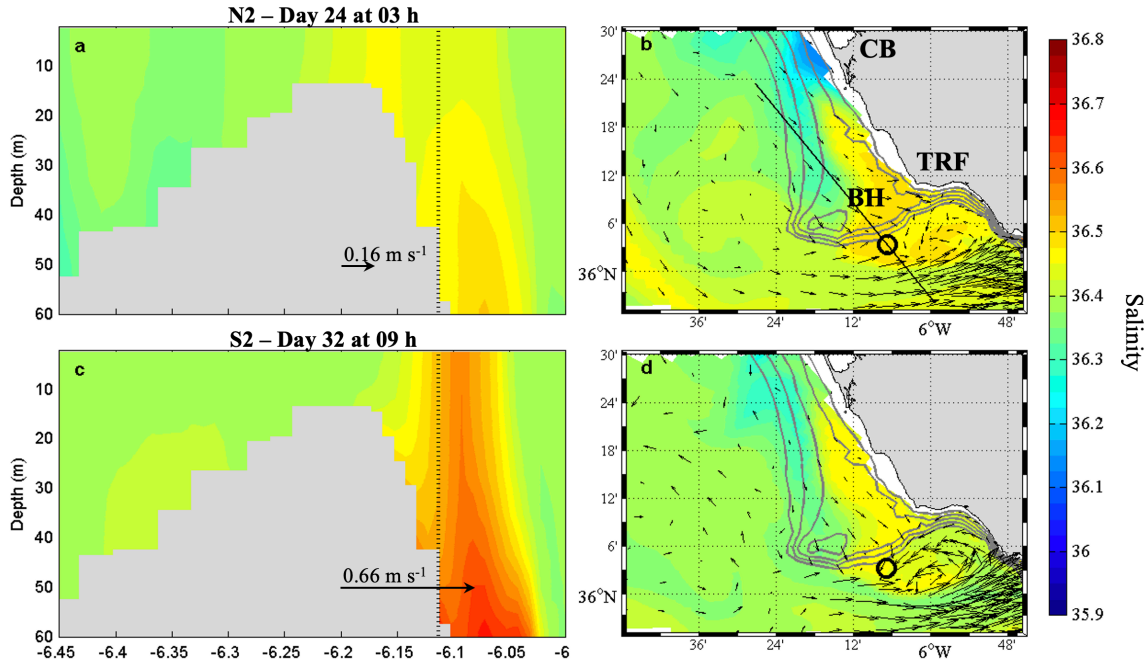 N2 – Day 24 at 03 h
a
10
20
30
40
50
60
Depth (m)
0.16 m s-1
b
CB
TRF
BH
30'
24'
18'
12'
6'
36oN
36'
24'
12'
6oW
48'
S2 – Day 32 at 09 h
c
10
20
30
40
50
60
Depth (m)
0.66 m s-1
-6.45
-6.4
-6.35
-6.3
-6.25
-6.2
-6.15
-6.1
-6.05
-6
d
30'
24'
18'
12'
6'
36oN
36'
24'
12'
6oW
48'
36.8
36.7
36.6
36.5
36.4
36.3
36.2
36.1
36
35.9
Salinity